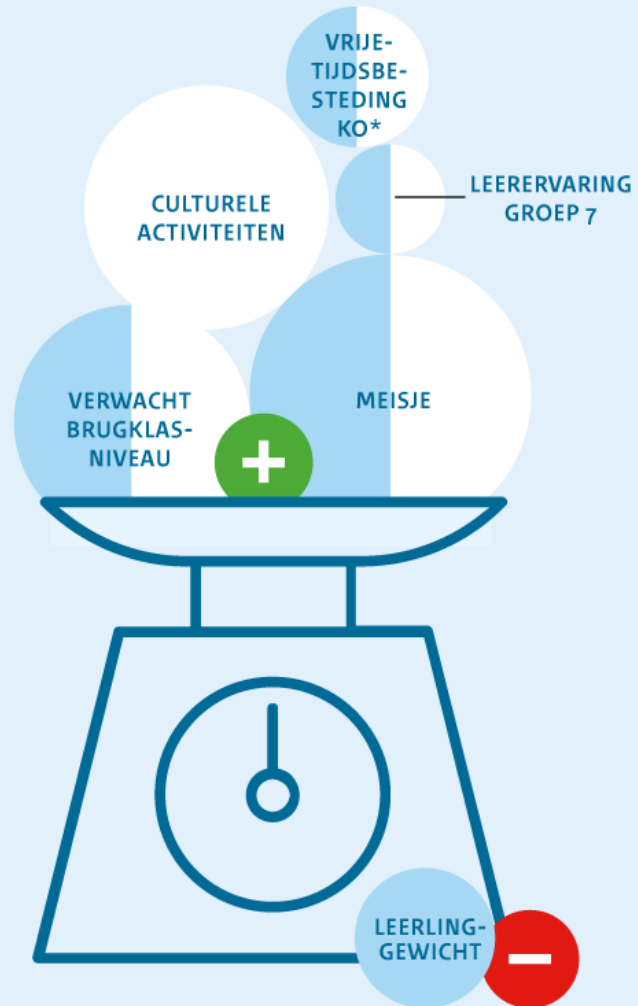 VRIJE-
TIJDSBE-
STEDING
KO*
LEERERVARING
GROEP 7
CULTURELE
ACTIVITEITEN
VERWACHT
BRUGKLAS-
NIVEAU
MEISJE
+
LEERLING-
GEWICHT
−